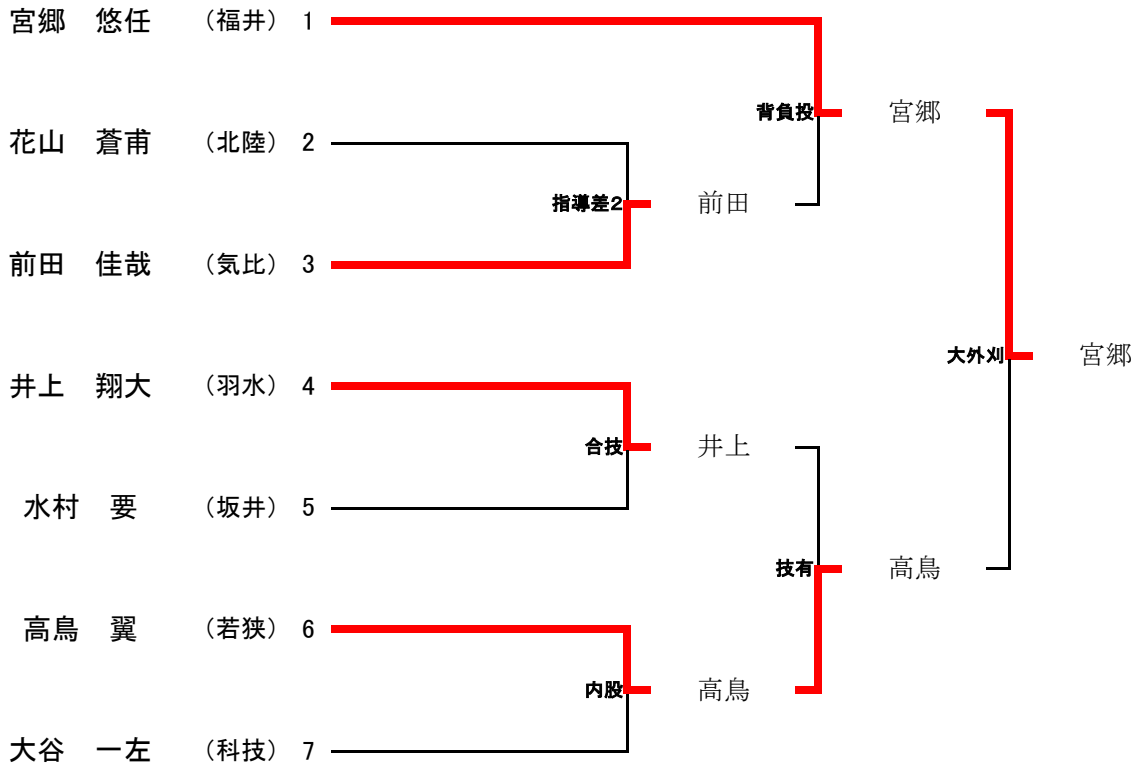 宮郷 悠任 （福井） 1
背負投 宮郷
花山 蒼甫 （北陸） 2
指導差2 前田
前田 佳哉 （気比） 3
大外刈 宮郷
井上 翔大 （羽水） 4
合技 井上
水村 要 （坂井） 5
技有 高鳥
高鳥 翼 （若狭） 6
内股 高鳥
大谷 一左 （科技） 7